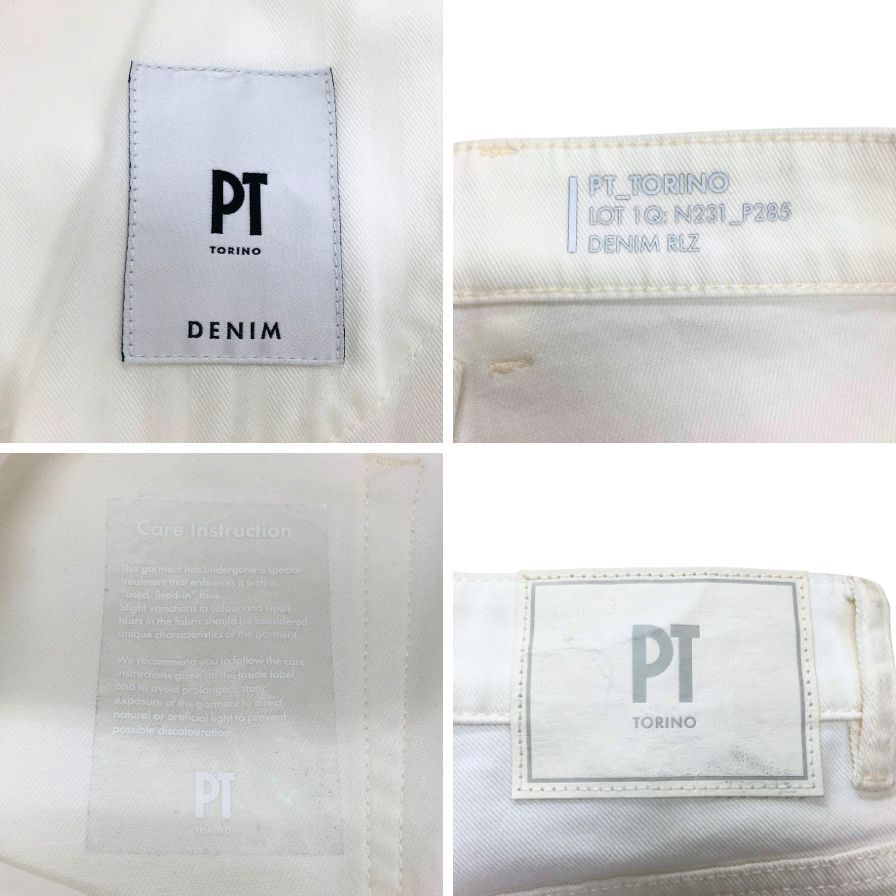 PT
TORINO
DENIM
PT_TORINO
LOT 1Q: N231_P285
DENIM RLZ
Care Instruction
This garment has undergone a special
treatment that enhances it with a
"used, lived-in" look.
Slight variations in colour and small
tears in the fabric should be considered
unique characteristics of the garment.
We recommend you to follow the care
instructions given on the inside label,
and to avoid prolonged, static
exposure of the garment to direct,
natural or artificial light to prevent
possible discolouration.
PT
TORINO
PT
TORINO